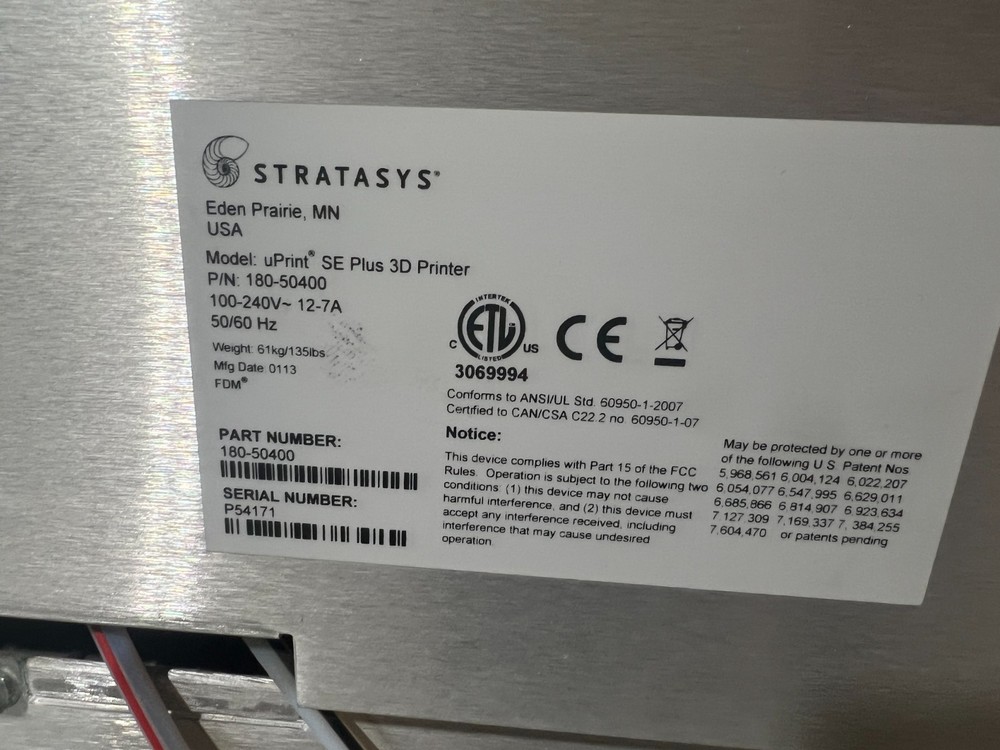 STRATASYS®
Eden Prairie, MN
USA
Model: uPrint® SE Plus 3D Printer
P/N: 180-50400
100-240V~ 12-7A
50/60 Hz
Weight: 61kg/135lbs
Mfg Date 0113
FDM®
INTERTEK
ETL
LISTED
C
US
CE
3069994
Conforms to ANSI/UL Std. 60950-1-2007
Certified to CAN/CSA C22.2 no. 60950-1-07
PART NUMBER:
180-50400
SERIAL NUMBER:
P54171
Notice:
This device complies with Part 15 of the FCC
Rules. Operation is subject to the following two
conditions: (1) this device may not cause
harmful interference, and (2) this device must
accept any interference received, including
interference that may cause undesired
operation.
May be protected by one or more
of the following U.S. Patent Nos
5,968,561 6,004,124 6,022,207
6,054,077 6,547,995 6,629,011
6,685,866 6,814,907 6,923,634
7,127,309 7,169,337 7,384,255
7,604,470 or patents pending